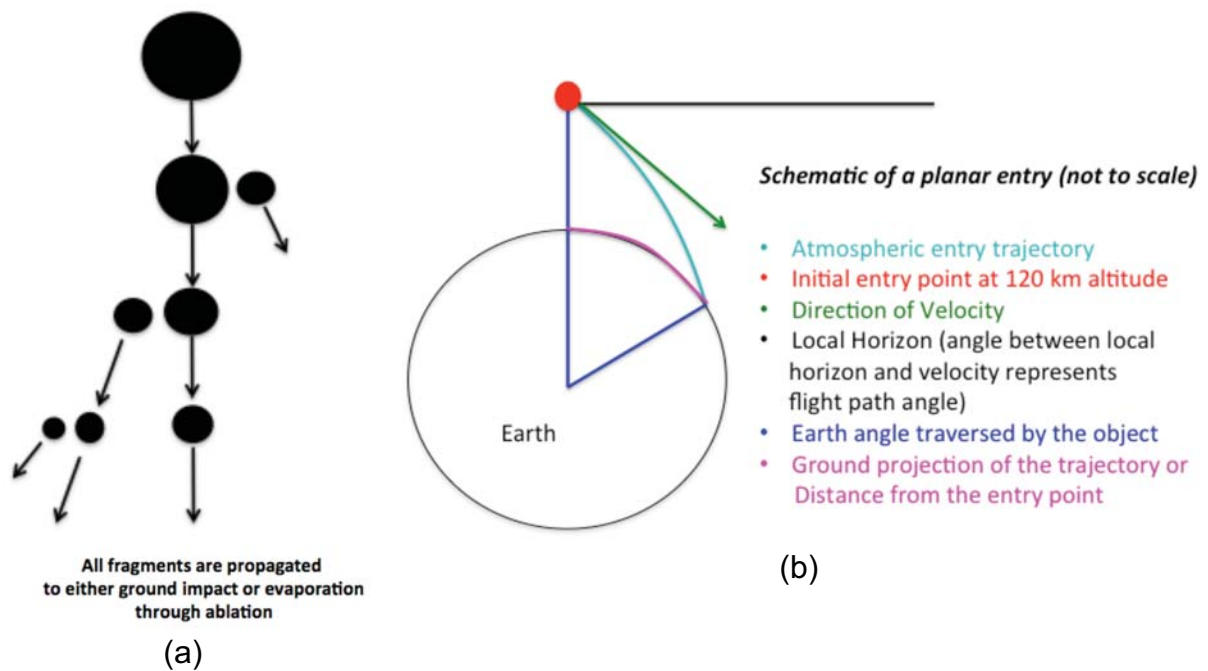 All fragments are propagated
to either ground impact or evaporation
through ablation
(a)
Schematic of a planar entry (not to scale)
• Atmospheric entry trajectory
• Initial entry point at 120 km altitude
• Direction of Velocity
• Local Horizon (angle between local
horizon and velocity represents
flight path angle)
• Earth angle traversed by the object
• Ground projection of the trajectory or
Distance from the entry point
Earth
(b)